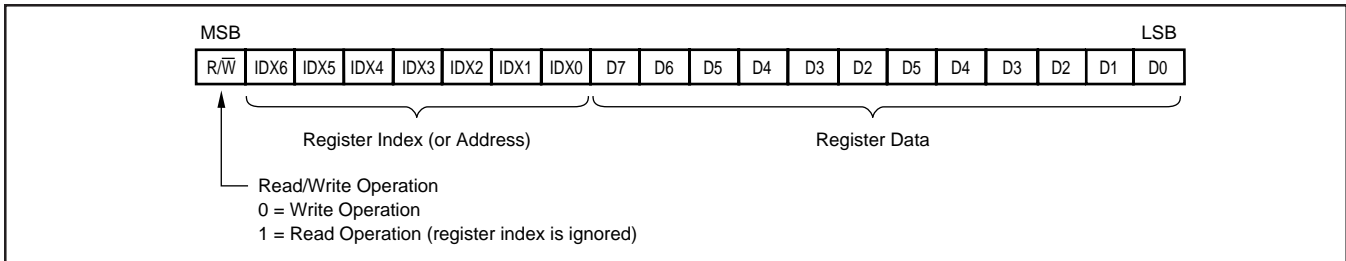 MSB LSB
R/W̅ IDX6 IDX5 IDX4 IDX3 IDX2 IDX1 IDX0 D7 D6 D5 D4 D3 D2 D5 D4 D3 D2 D1 D0
Register Index (or Address) Register Data
Read/Write Operation
0 = Write Operation
1 = Read Operation (register index is ignored)